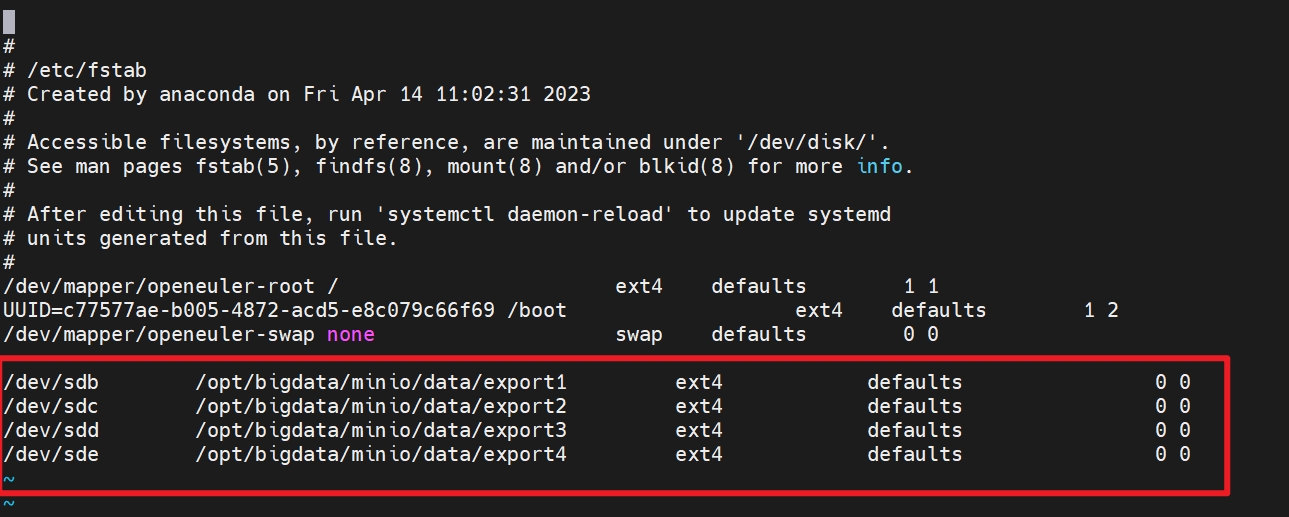 #
# /etc/fstab
# Created by anaconda on Fri Apr 14 11:02:31 2023
#
# Accessible filesystems, by reference, are maintained under '/dev/disk/'.
# See man pages fstab(5), findfs(8), mount(8) and/or blkid(8) for more info.
#
# After editing this file, run 'systemctl daemon-reload' to update systemd
# units generated from this file.
#
/dev/mapper/openeuler-root / ext4 defaults 1 1
UUID=c77577ae-b005-4872-acd5-e8c079c66f69 /boot ext4 defaults 1 2
/dev/mapper/openeuler-swap none swap defaults 0 0
/dev/sdb /opt/bigdata/minio/data/export1 ext4 defaults 0 0
/dev/sdc /opt/bigdata/minio/data/export2 ext4 defaults 0 0
/dev/sdd /opt/bigdata/minio/data/export3 ext4 defaults 0 0
/dev/sde /opt/bigdata/minio/data/export4 ext4 defaults 0 0
~
~